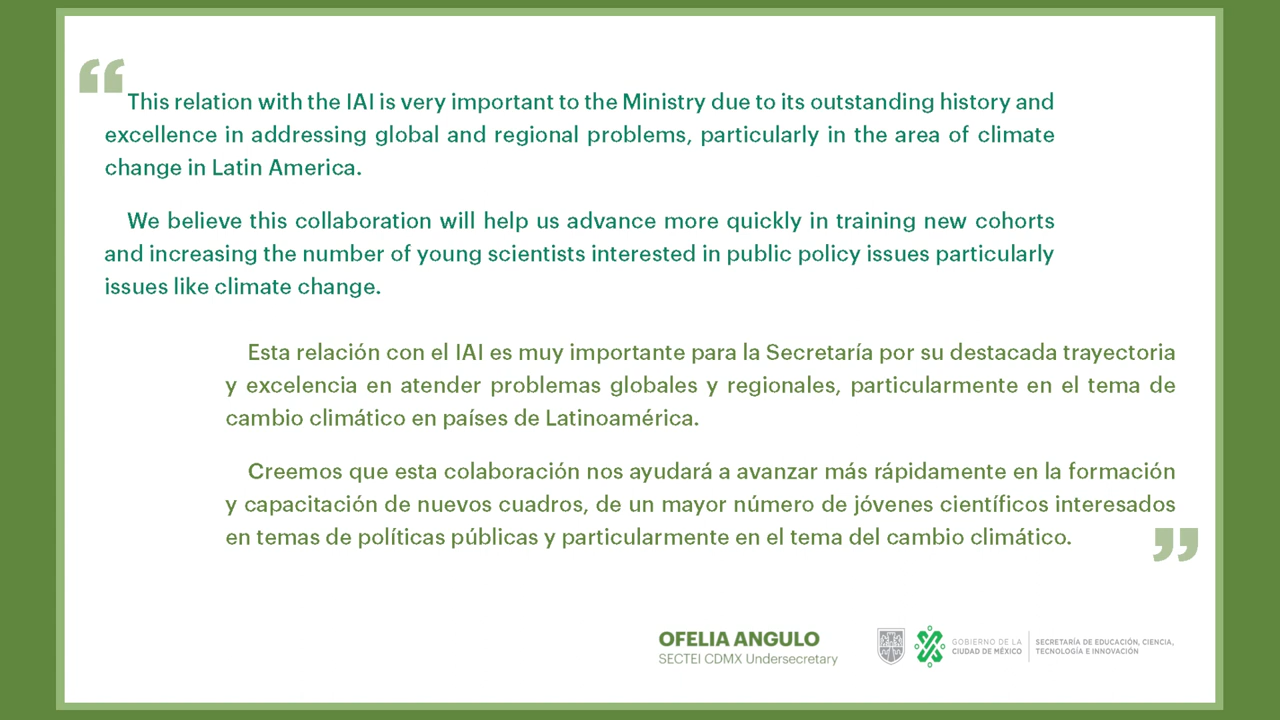 “
This relation with the IAI is very important to the Ministry due to its outstanding history and
excellence in addressing global and regional problems, particularly in the area of climate
change in Latin America.
We believe this collaboration will help us advance more quickly in training new cohorts
and increasing the number of young scientists interested in public policy issues particularly
issues like climate change.
Esta relación con el IAI es muy importante para la Secretaría por su destacada trayectoria
y excelencia en atender problemas globales y regionales, particularmente en el tema de
cambio climático en países de Latinoamérica.
Creemos que esta colaboración nos ayudará a avanzar más rápidamente en la formación
y capacitación de nuevos cuadros, de un mayor número de jóvenes científicos interesados
en temas de políticas públicas y particularmente en el tema del cambio climático.
”
OFELIA ANGULO
SECTEI CDMX Undersecretary
GOBIERNO DE LA
CIUDAD DE MÉXICO
SECRETARÍA DE EDUCACIÓN, CIENCIA,
TECNOLOGÍA E INNOVACIÓN